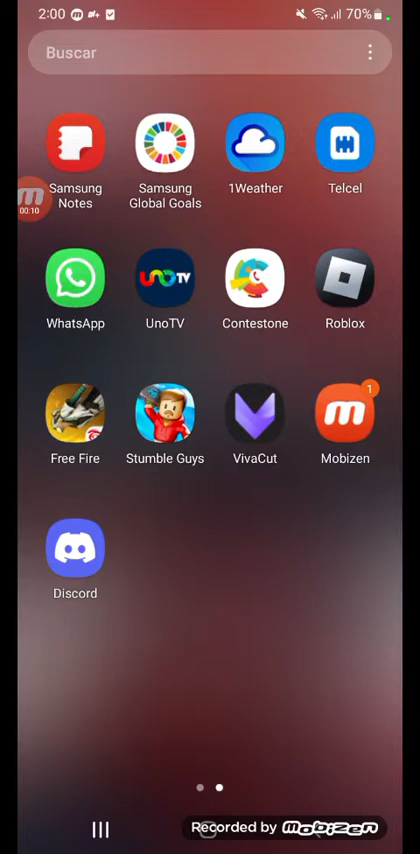 2:00
70%
Buscar
Samsung Notes
Samsung Global Goals
1Weather
Telcel
00:10
WhatsApp
UNOTV
UnoTV
Contestone
Roblox
1
Free Fire
Stumble Guys
VivaCut
Mobizen
Discord
Recorded by mobizen